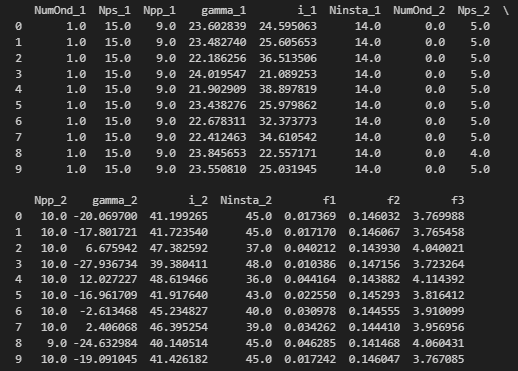 NumOnd_1 Nps_1 Npp_1 gamma_1 i_1 Ninsta_1 NumOnd_2 Nps_2 \
0 1.0 15.0 9.0 23.602839 24.595063 14.0 0.0 5.0
1 1.0 15.0 9.0 23.482740 25.605653 14.0 0.0 5.0
2 1.0 15.0 9.0 22.186256 36.513506 14.0 0.0 5.0
3 1.0 15.0 9.0 24.019547 21.089253 14.0 0.0 5.0
4 1.0 15.0 9.0 21.902909 38.897819 14.0 0.0 5.0
5 1.0 15.0 9.0 23.438276 25.979862 14.0 0.0 5.0
6 1.0 15.0 9.0 22.678311 32.373773 14.0 0.0 5.0
7 1.0 15.0 9.0 22.412463 34.610542 14.0 0.0 5.0
8 1.0 15.0 9.0 23.845653 22.557171 14.0 0.0 4.0
9 1.0 15.0 9.0 23.550810 25.031945 14.0 0.0 5.0
Npp_2 gamma_2 i_2 Ninsta_2 f1 f2 f3
0 10.0 -20.069700 41.199265 45.0 0.017369 0.146032 3.769988
1 10.0 -17.801721 41.723540 45.0 0.017170 0.146067 3.765458
2 10.0 6.675942 47.382592 37.0 0.040212 0.143930 4.040021
3 10.0 -27.936734 39.380411 48.0 0.010386 0.147156 3.723264
4 10.0 12.027227 48.619466 36.0 0.044164 0.143882 4.114392
5 10.0 -16.961709 41.917640 43.0 0.022550 0.145293 3.816412
6 10.0 -2.613468 45.234827 40.0 0.030978 0.144555 3.910099
7 10.0 2.406068 46.395254 39.0 0.034262 0.144410 3.956956
8 9.0 -24.632984 40.140514 45.0 0.046285 0.141468 4.060431
9 10.0 -19.091045 41.426182 45.0 0.017242 0.146047 3.767085